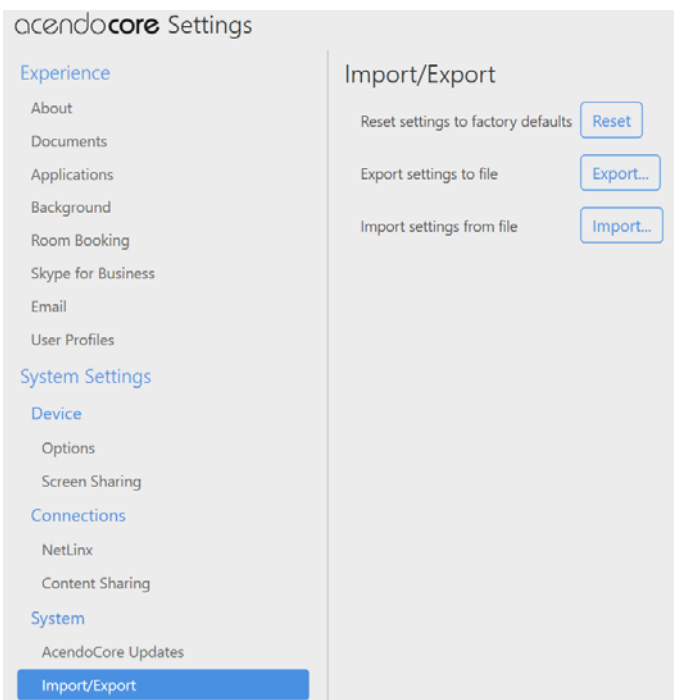 acendocore Settings
Experience
About
Documents
Applications
Background
Room Booking
Skype for Business
Email
User Profiles
System Settings
Device
Options
Screen Sharing
Connections
NetLinx
Content Sharing
System
AcendoCore Updates
Import/Export
Import/Export
Reset settings to factory defaults Reset
Export settings to file Export...
Import settings from file Import...